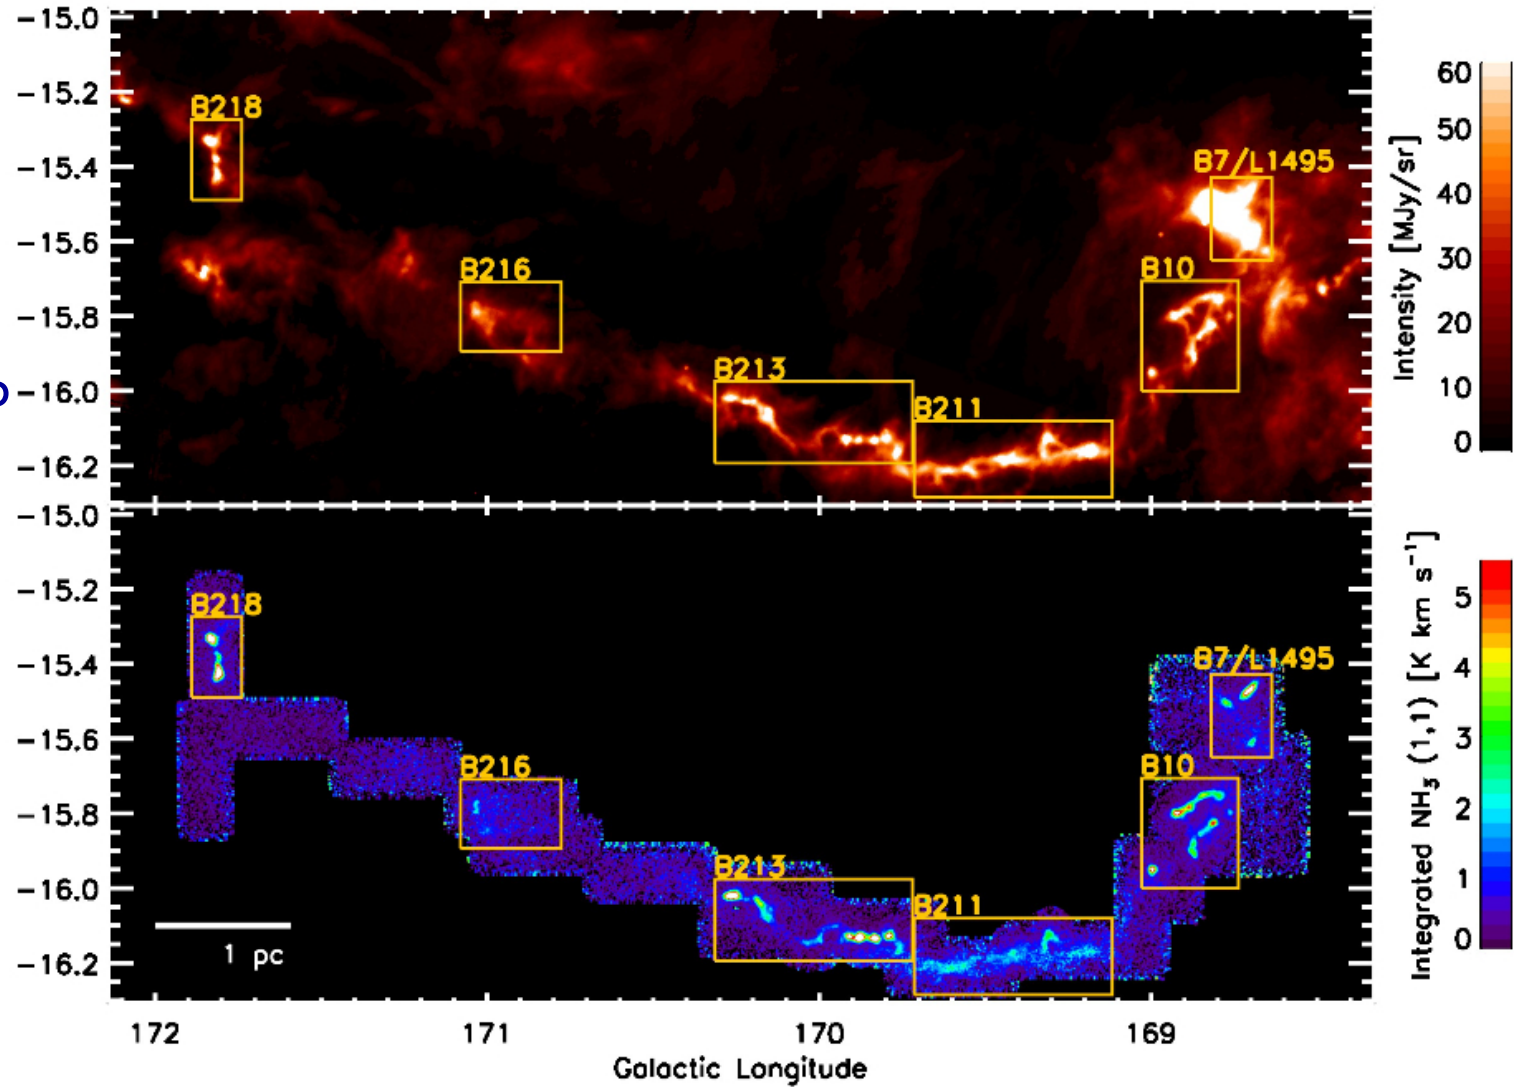 -15.0
-15.2
-15.4
-15.6
-15.8
-16.0
-16.2
B218
B216
B213
B211
B7/L1495
B10
60
50
40
30
20
10
0
Intensity [MJy/sr]
-15.0
-15.2
-15.4
-15.6
-15.8
-16.0
-16.2
B218
B216
B213
B211
B7/L1495
B10
1 pc
5
4
3
2
1
0
Integrated NH₃ (1,1) [K km s⁻¹]
172 171 170 169
Galactic Longitude